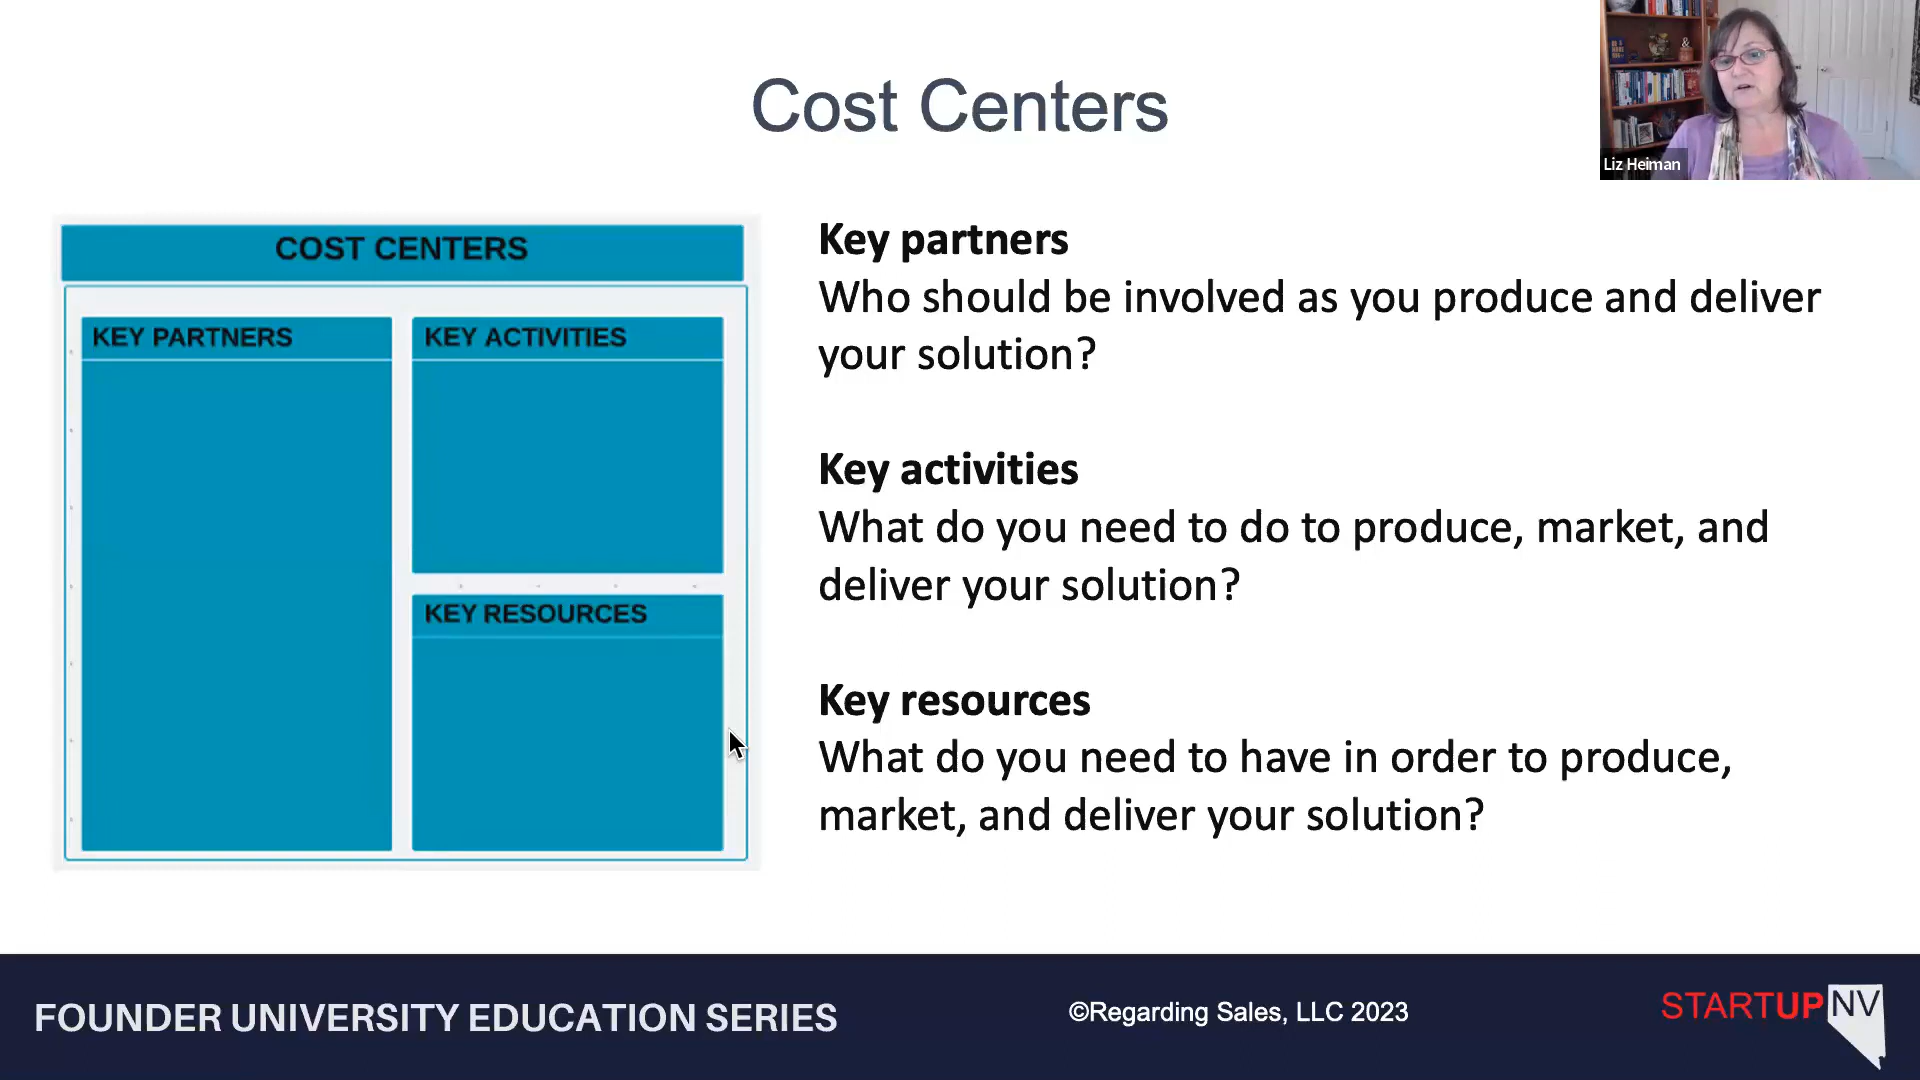 Cost Centers
Liz Heiman
COST CENTERS
KEY PARTNERS
KEY ACTIVITIES
KEY RESOURCES
Key partners
Who should be involved as you produce and deliver
your solution?
Key activities
What do you need to do to produce, market, and
deliver your solution?
Key resources
What do you need to have in order to produce,
market, and deliver your solution?
FOUNDER UNIVERSITY EDUCATION SERIES
©Regarding Sales, LLC 2023
STARTUPNV